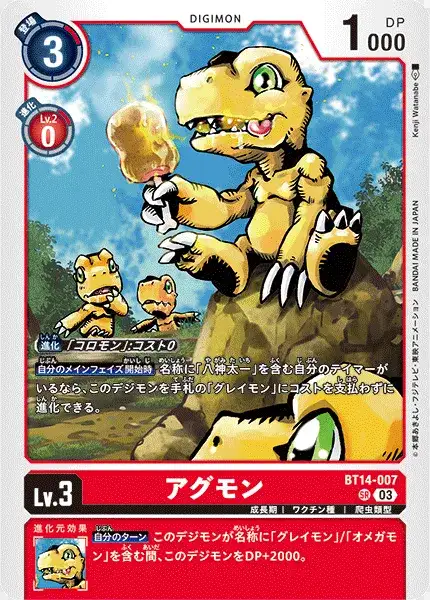 登場
3
DIGIMON
DP
1000
進化
Lv.2
0
Kenji Watanabe
©本郷あきよし・フジテレビ・東映アニメーション BANDAI MADE IN JAPAN
進化 「コロモン」:コスト0
自分のメインフェイズ開始時 名称に「八神太一」を含む自分のテイマーが
いるなら、このデジモンを手札の「グレイモン」にコストを支払わずに
進化できる。
BT14-007
Lv.3
アグモン
SR 03
成長期 | ワクチン種 | 爬虫類型
進化元効果
自分のターン このデジモンが名称に「グレイモン」/「オメガモ
ン」を含む間、このデジモンをDP+2000。